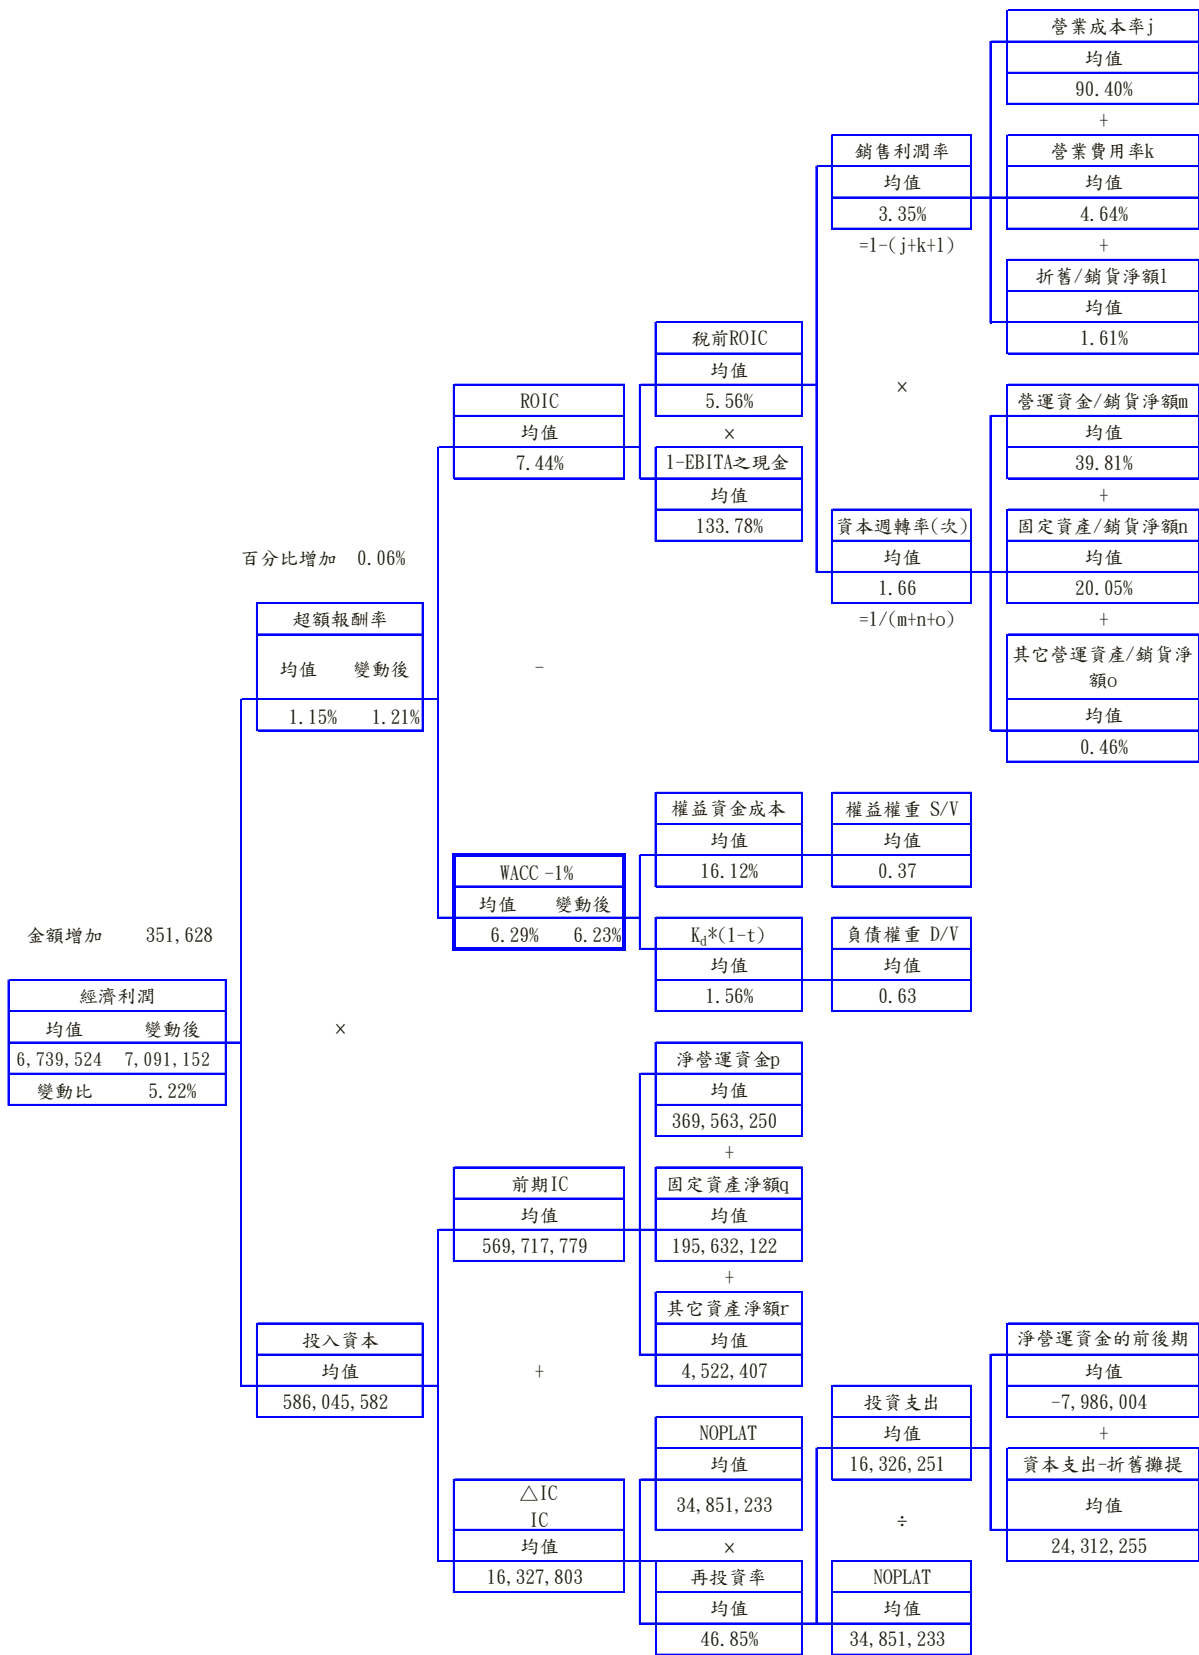 營業成本率j
均值
90.40%
+
銷售利潤率
均值
3.35%
=1-(j+k+l)
營業費用率k
均值
4.64%
+
折舊/銷貨淨額l
均值
1.61%
稅前ROIC
均值
5.56%
×
×
ROIC
均值
7.44%
1-EBITA之現金
均值
133.78%
營運資金/銷貨淨額m
均值
39.81%
+
資本週轉率(次)
均值
1.66
=1/(m+n+o)
固定資產/銷貨淨額n
均值
20.05%
+
其它營運資產/銷貨淨
額o
均值
0.46%
百分比增加 0.06%
超額報酬率
均值 變動後
1.15% 1.21%
-
權益資金成本
均值
16.12%
權益權重 S/V
均值
0.37
WACC -1%
均值 變動後
6.29% 6.23%
Kd*(1-t)
均值
1.56%
負債權重 D/V
均值
0.63
金額增加 351,628
經濟利潤
均值 變動後
6,739,524 7,091,152
變動比 5.22%
×
淨營運資金p
均值
369,563,250
+
前期IC
均值
569,717,779
固定資產淨額q
均值
195,632,122
+
其它資產淨額r
均值
4,522,407
投入資本
均值
586,045,582
+
淨營運資金的前後期
均值
-7,986,004
+
投資支出
均值
16,326,251
÷
資本支出-折舊攤提
均值
24,312,255
NOPLAT
均值
34,851,233
×
△IC
IC
均值
16,327,803
再投資率
均值
46.85%
NOPLAT
均值
34,851,233